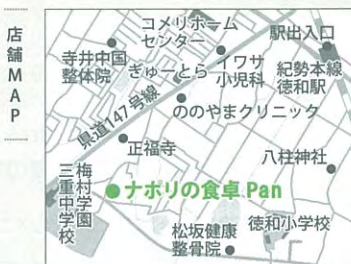 店舗MAP
コメリホーム
センター
駅出入口
寺井中国
整体院
ぎゅーとら
イワサ
小児科
紀勢本線
徳和駅
県道147号線
ののやまクリニック
正福寺
八柱神社
梅村学園
三重中学校
ナポリの食卓 Pan
松坂健康
整骨院
徳和小学校